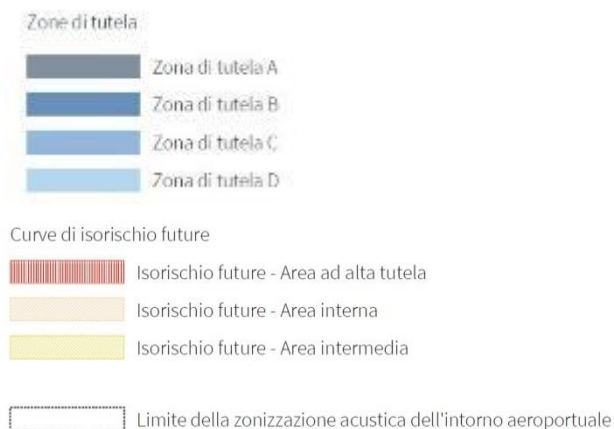 Zone di tutela
Zona di tutela A
Zona di tutela B
Zona di tutela C
Zona di tutela D
Curve di isorischio future
Isorischio future - Area ad alta tutela
Isorischio future - Area interna
Isorischio future - Area intermedia
Limite della zonizzazione acustica dell'intorno aeroportuale